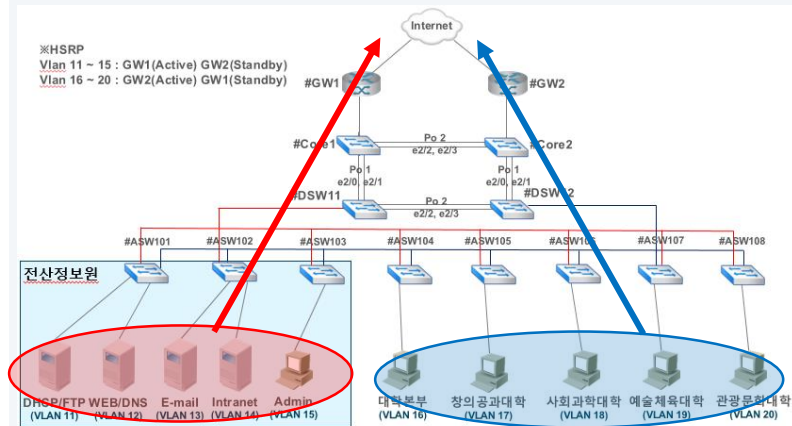 Internet
※HSRP
Vlan 11 ~ 15 : GW1(Active) GW2(Standby)
Vlan 16 ~ 20 : GW2(Active) GW1(Standby)
#GW1
#GW2
#Core1
Po 2
e2/2, e2/3
#Core2
Po 1
e2/0, e2/1
Po 1
e2/0, e2/1
#DSW11
Po 2
e2/2, e2/3
#DSW12
#ASW101
#ASW102
#ASW103
#ASW104
#ASW105
#ASW106
#ASW107
#ASW108
전산정보원
DHCP/FTP
(VLAN 11)
WEB/DNS
(VLAN 12)
E-mail
(VLAN 13)
Intranet
(VLAN 14)
Admin
(VLAN 15)
대학본부
(VLAN 16)
창의공과대학
(VLAN 17)
사회과학대학
(VLAN 18)
예술체육대학
(VLAN 19)
관광문화대학
(VLAN 20)